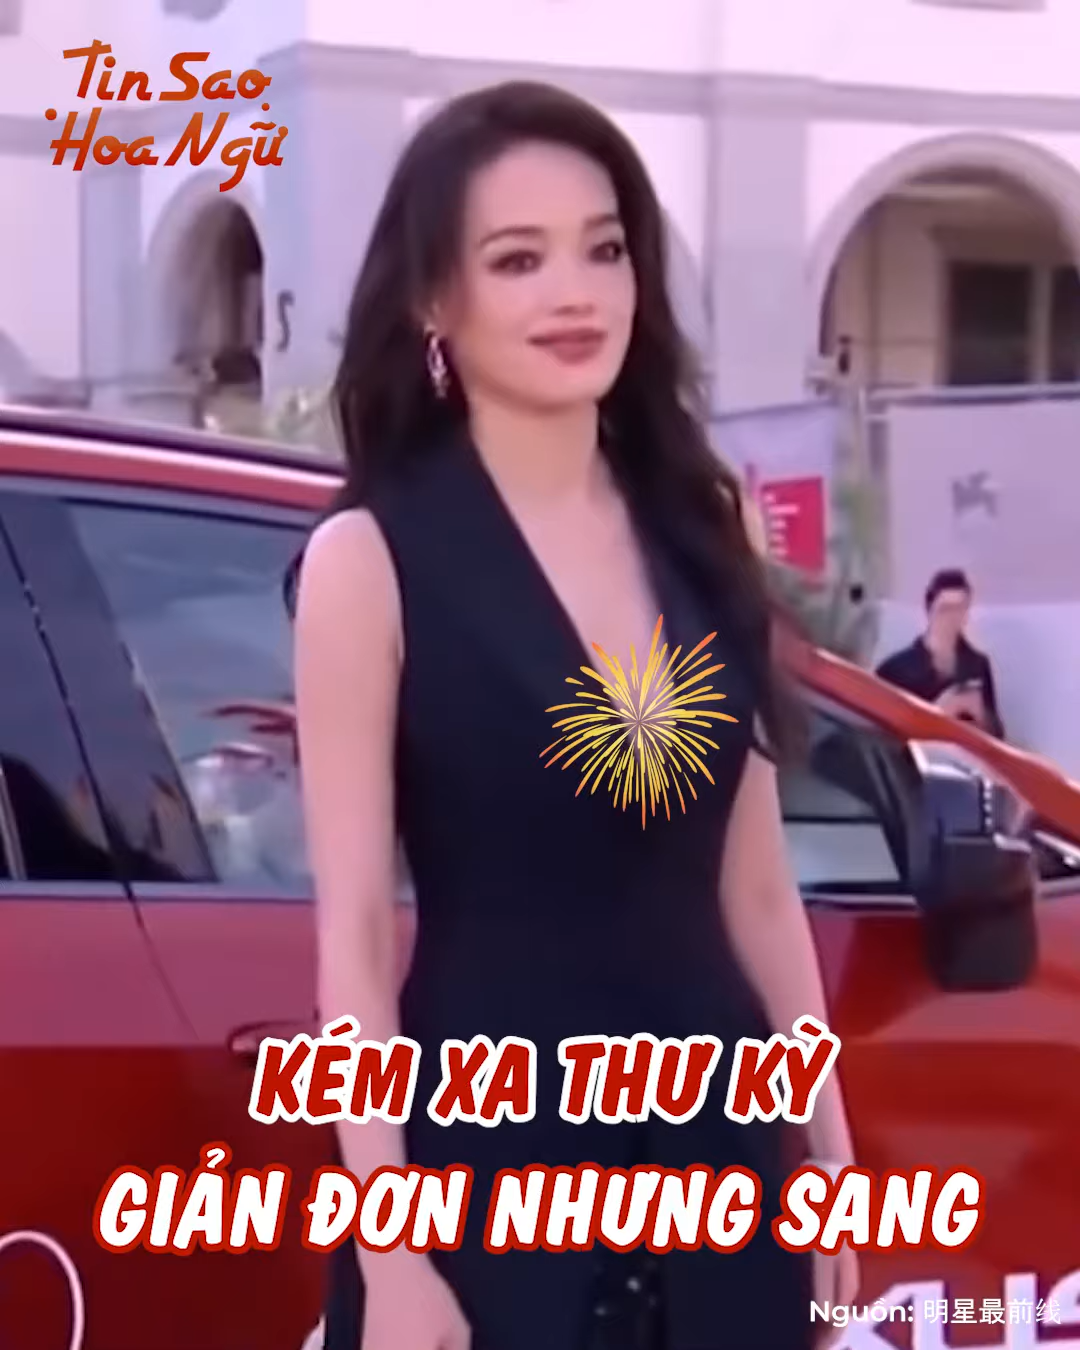 Tin Sao
Hoa Ngữ
KÉM XA THƯ KỲ
GIẢN ĐƠN NHƯNG SANG
Nguồn: 明星最前线